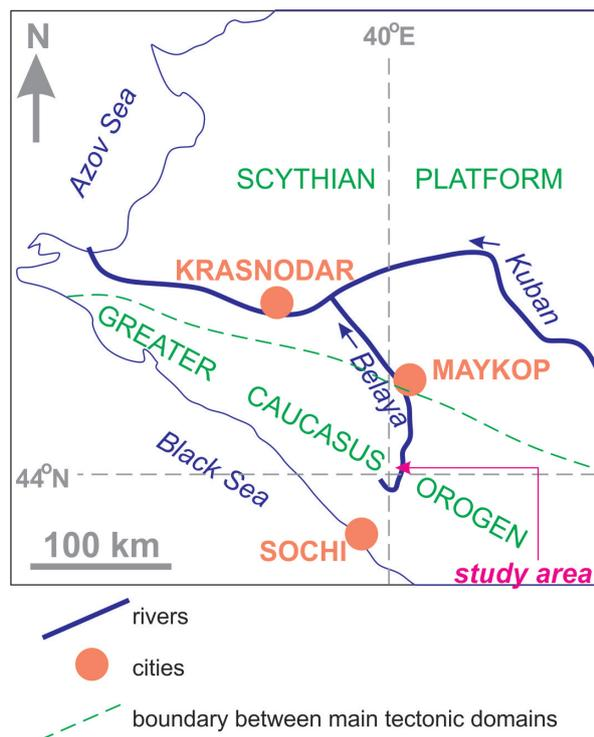 N
40°E
Azov Sea
SCYTHIAN PLATFORM
KRASNODAR
Kuban
GREATER
Belaya
MAYKOP
CAUCASUS
Black Sea
44°N
OROGEN
100 km
SOCHI
study area
rivers
cities
boundary between main tectonic domains